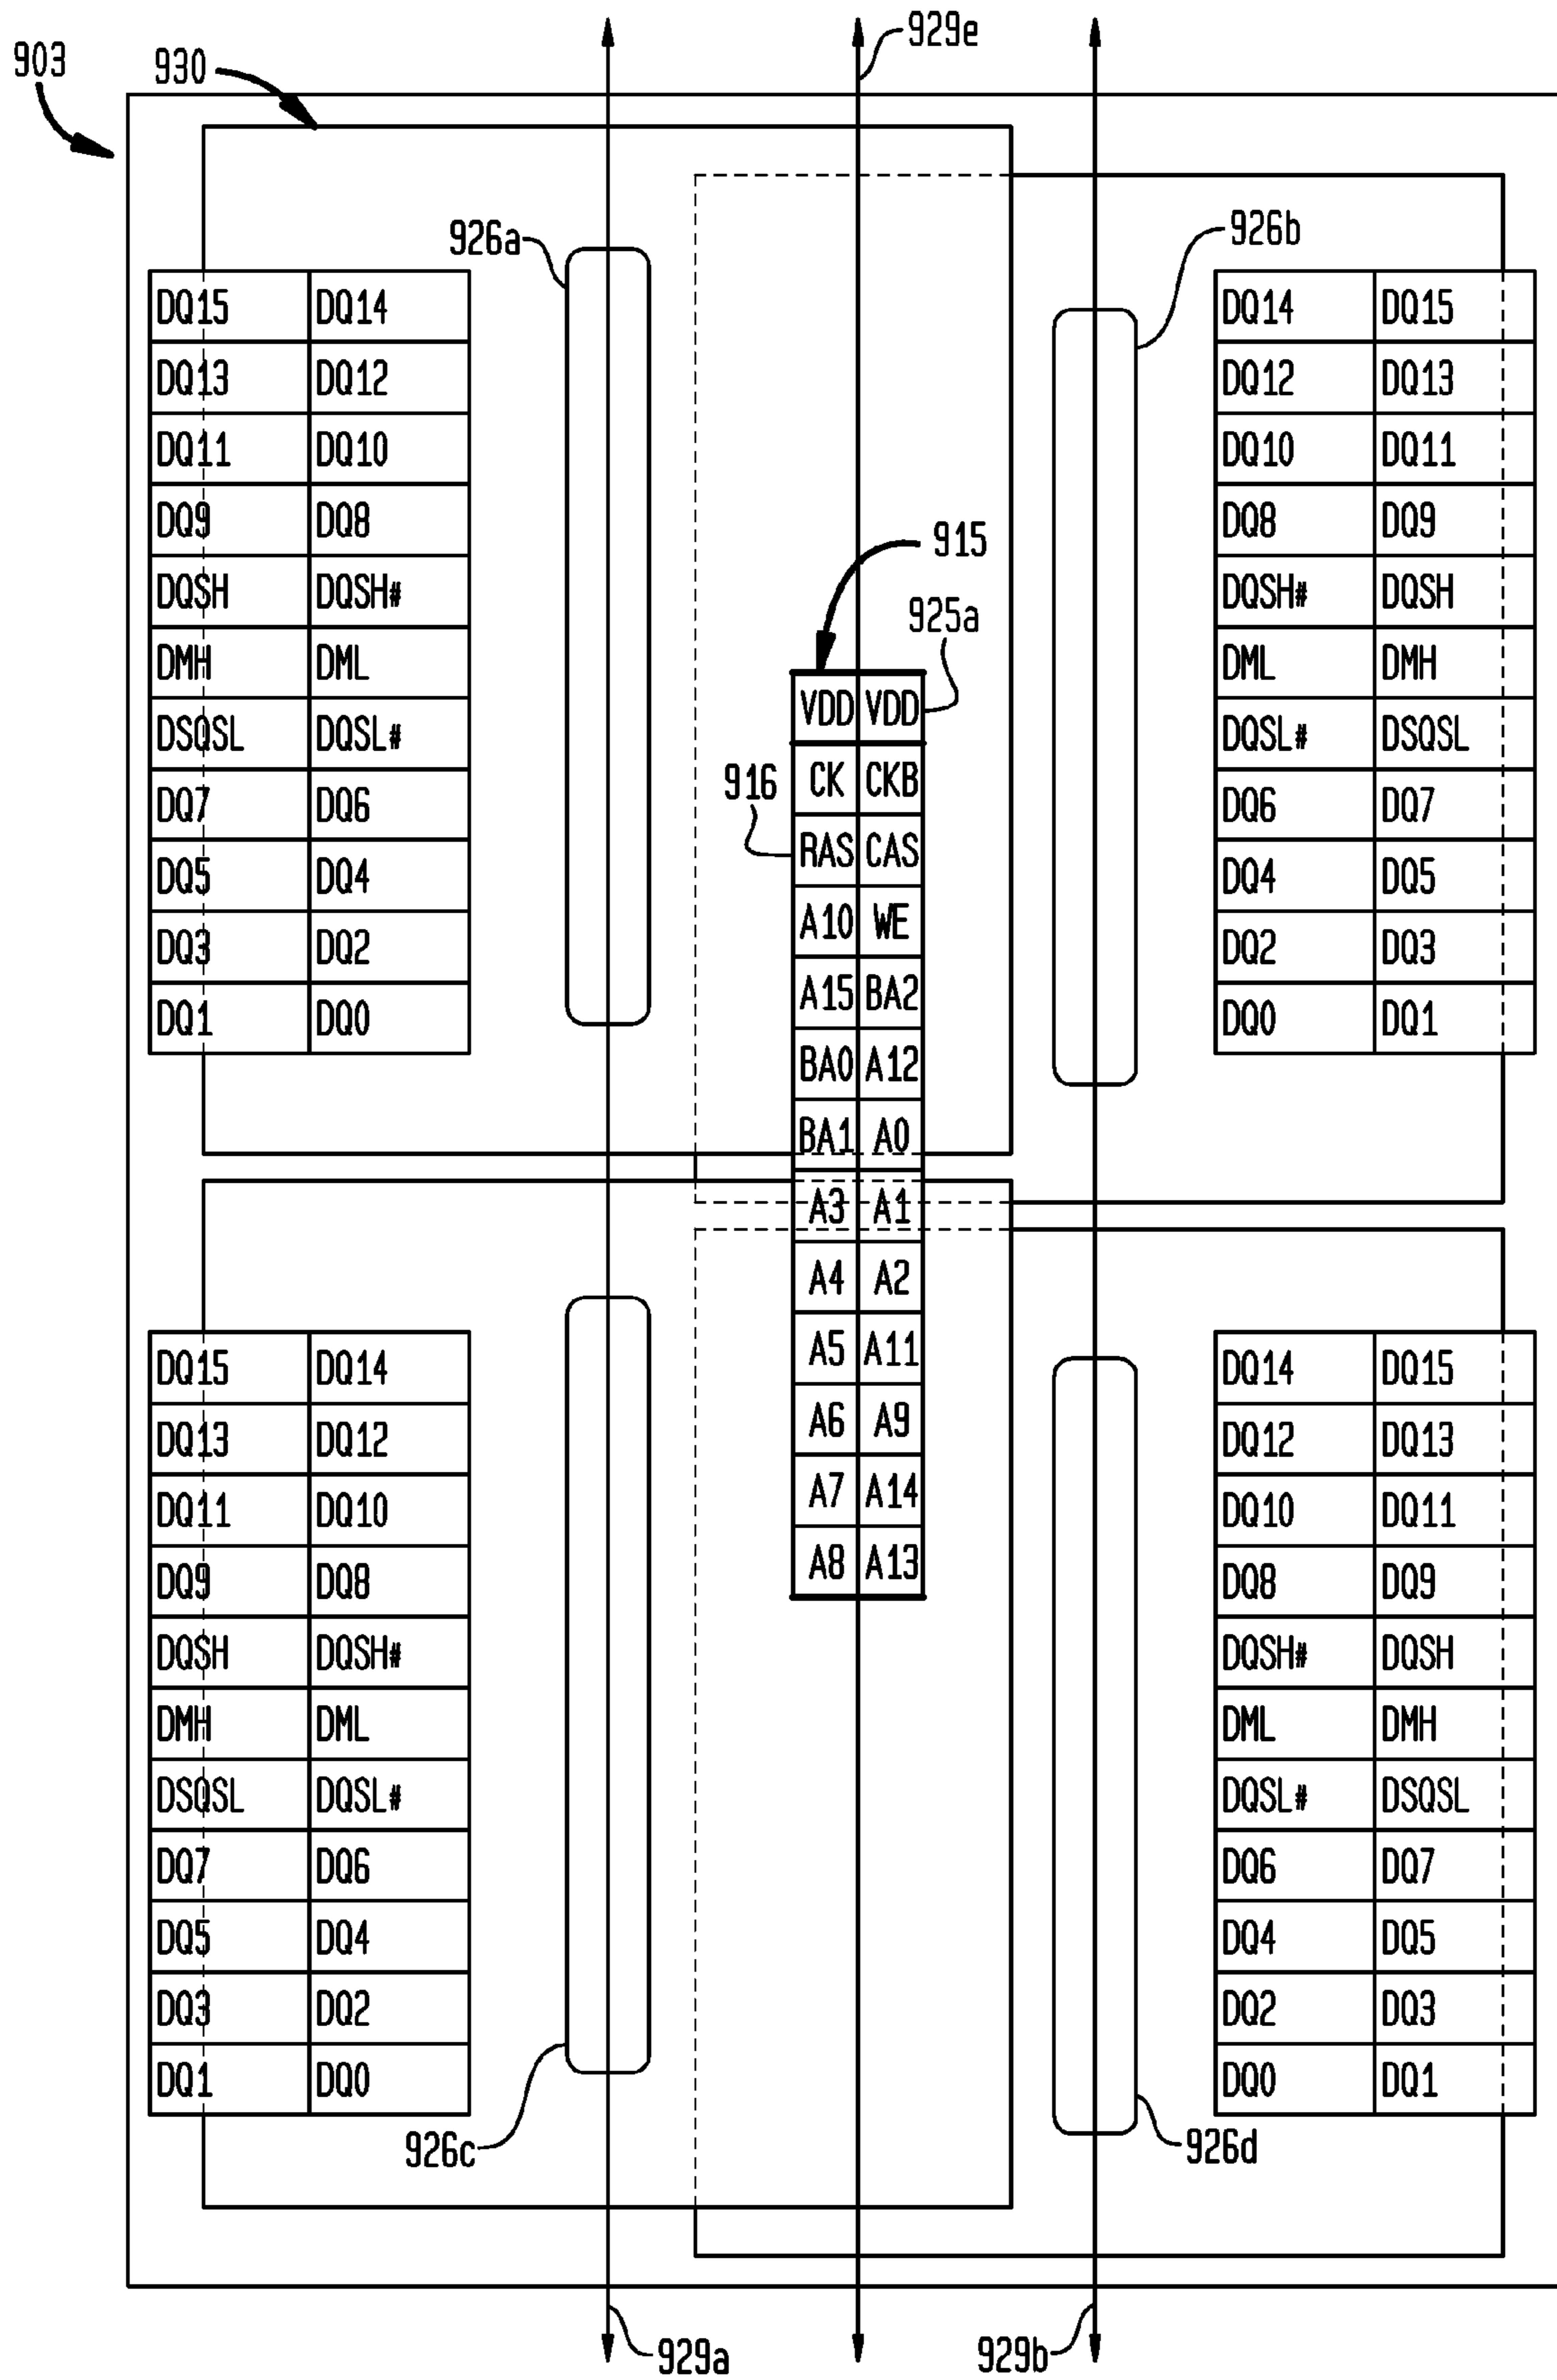 929e
903
930
926a
926b
DQ15 DQ14
DQ14 DQ15
DQ13 DQ12
DQ12 DQ13
DQ11 DQ10
DQ10 DQ11
DQ9 DQ8
DQ8 DQ9
915
DQSH DQSH#
DQSH# DQSH
925a
DMH DML
DML DMH
VDD VDD
DSQSL DQSL#
DQSL# DSQSL
916
CK CKB
DQ7 DQ6
DQ6 DQ7
RAS CAS
DQ5 DQ4
DQ4 DQ5
A10 WE
DQ3 DQ2
DQ2 DQ3
A15 BA2
DQ1 DQ0
DQ0 DQ1
BA0 A12
BA1 A0
A3 A1
A4 A2
A5 A11
DQ15 DQ14
DQ14 DQ15
A6 A9
DQ13 DQ12
DQ12 DQ13
A7 A14
DQ11 DQ10
DQ10 DQ11
A8 A13
DQ9 DQ8
DQ8 DQ9
DQSH DQSH#
DQSH# DQSH
DMH DML
DML DMH
DSQSL DQSL#
DQSL# DSQSL
DQ7 DQ6
DQ6 DQ7
DQ5 DQ4
DQ4 DQ5
DQ3 DQ2
DQ2 DQ3
DQ1 DQ0
DQ0 DQ1
926c
926d
929a
929b